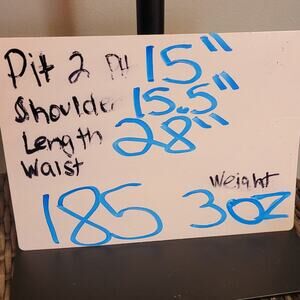 Pit 2 Pit 15"
Shoulder 15.5"
Length 28"
Waist
Weight
185 3oz